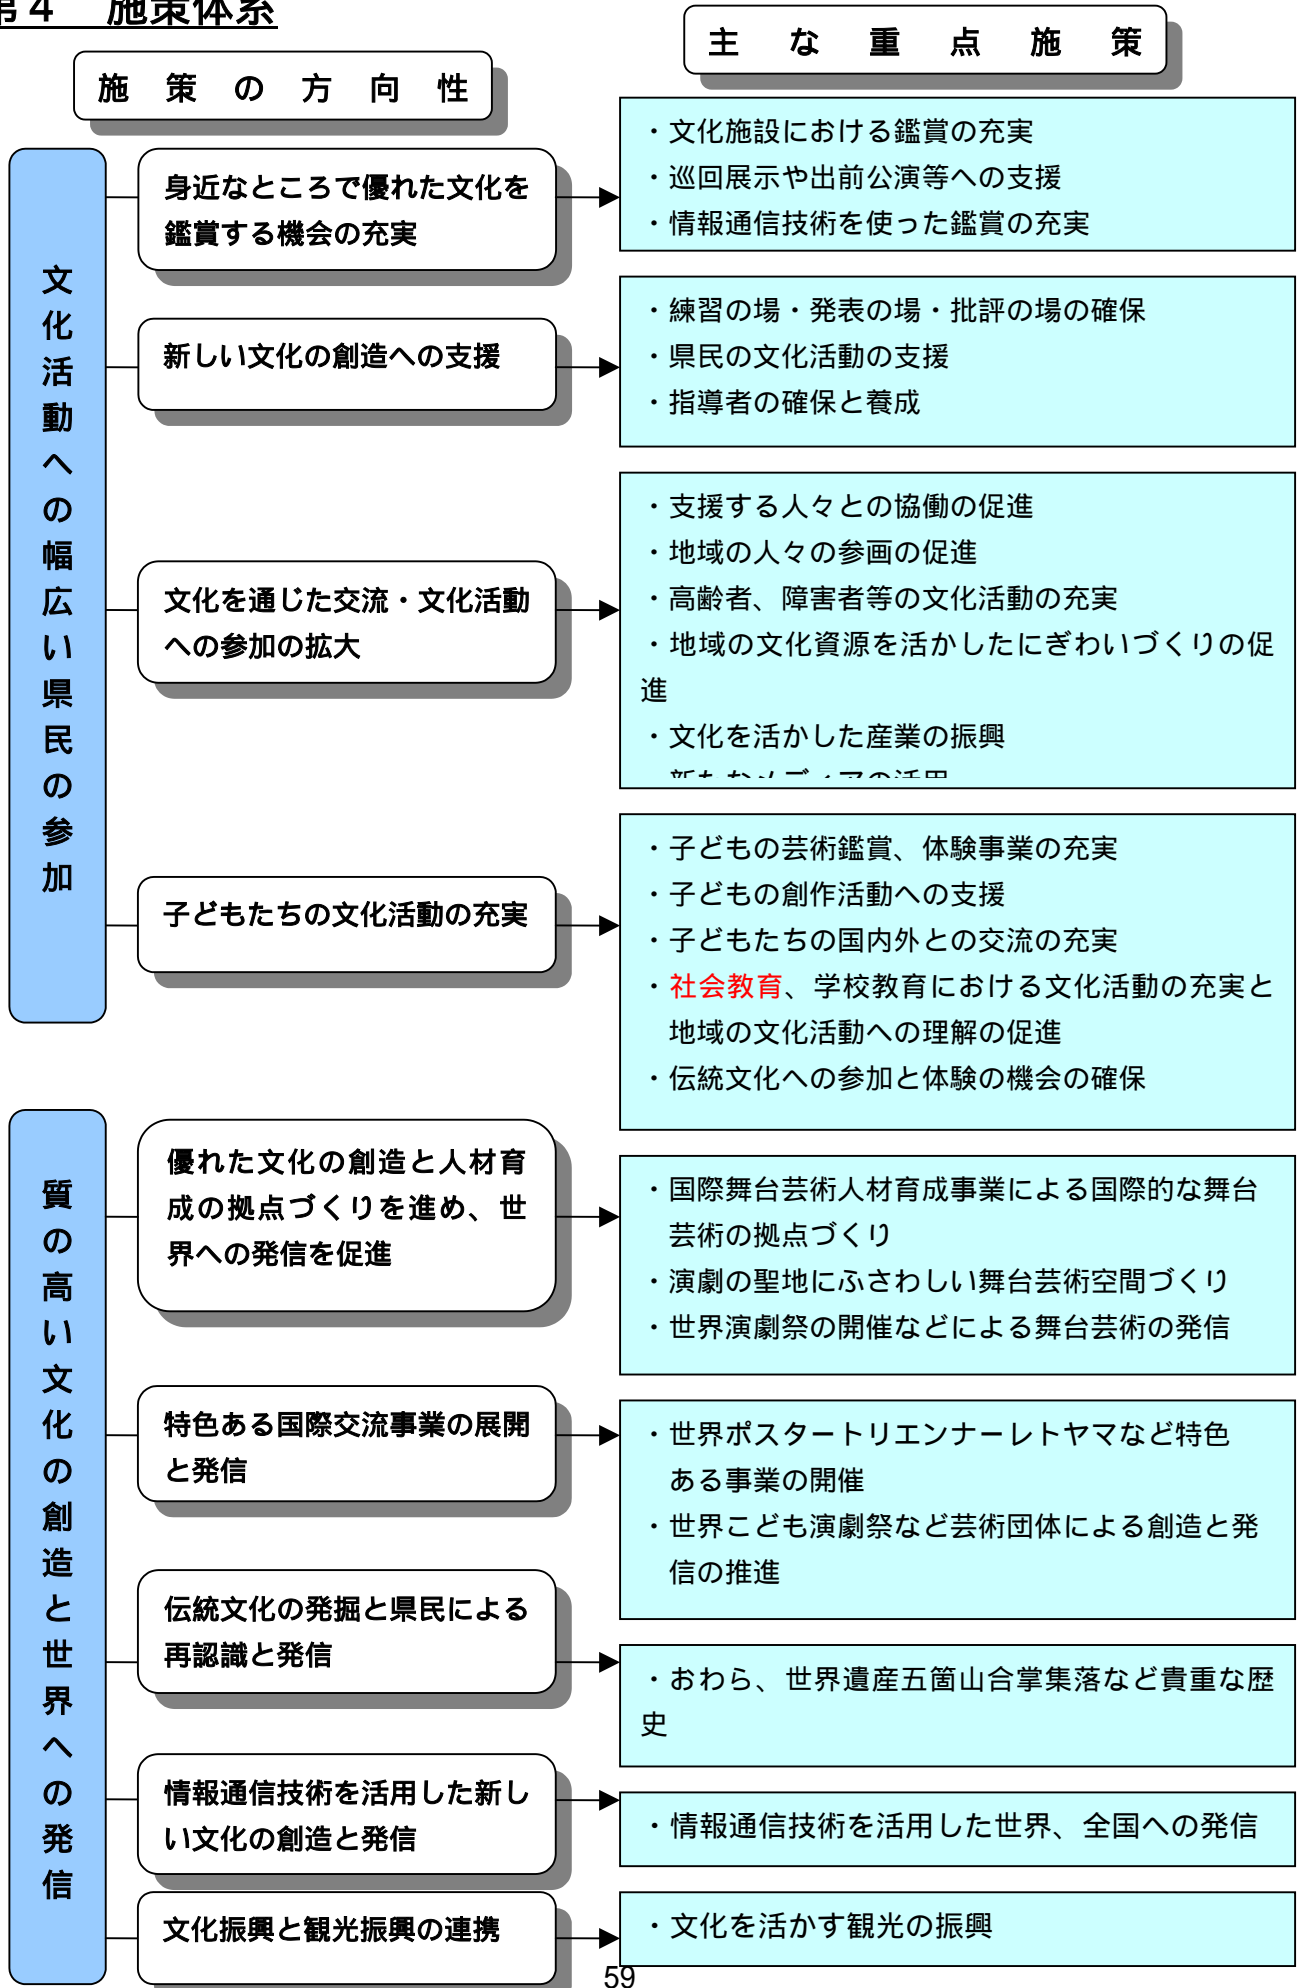 第４　施策体系
主な重点施策
施策の方向性
文化活動への幅広い県民の参加
身近なところで優れた文化を
鑑賞する機会の充実
・文化施設における鑑賞の充実
・巡回展示や出前公演等への支援
・情報通信技術を使った鑑賞の充実
新しい文化の創造への支援
・練習の場・発表の場・批評の場の確保
・県民の文化活動の支援
・指導者の確保と養成
文化を通じた交流・文化活動
への参加の拡大
・支援する人々との協働の促進
・地域の人々の参画の促進
・高齢者、障害者等の文化活動の充実
・地域の文化資源を活かしたにぎわいづくりの促
進
・文化を活かした産業の振興
新たなメディアの活用
子どもたちの文化活動の充実
・子どもの芸術鑑賞、体験事業の充実
・子どもの創作活動への支援
・子どもたちの国内外との交流の充実
・社会教育、学校教育における文化活動の充実と
地域の文化活動への理解の促進
・伝統文化への参加と体験の機会の確保
質の高い文化の創造と世界への発信
優れた文化の創造と人材育
成の拠点づくりを進め、世
界への発信を促進
・国際舞台芸術人材育成事業による国際的な舞台
芸術の拠点づくり
・演劇の聖地にふさわしい舞台芸術空間づくり
・世界演劇祭の開催などによる舞台芸術の発信
特色ある国際交流事業の展開
と発信
・世界ポスタートリエンナーレトヤマなど特色
ある事業の開催
・世界こども演劇祭など芸術団体による創造と発
信の推進
伝統文化の発掘と県民による
再認識と発信
・おわら、世界遺産五箇山合掌集落など貴重な歴
史
情報通信技術を活用した新し
い文化の創造と発信
・情報通信技術を活用した世界、全国への発信
文化振興と観光振興の連携
・文化を活かす観光の振興
59